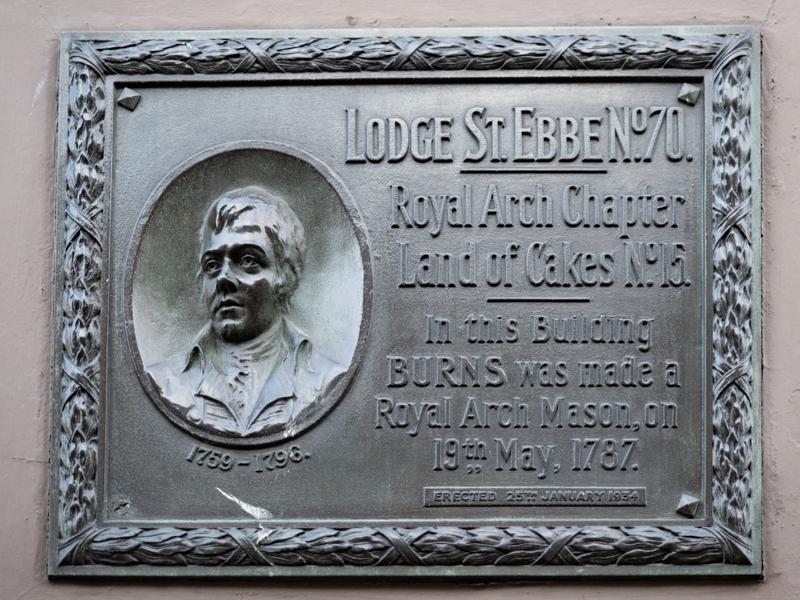 LODGE ST. EBBE No. 70.
Royal Arch Chapter
Land of Cakes No. 15.
In this Building
BURNS was made a
Royal Arch Mason, on
19th May, 1787.
1759-1796.
ERECTED 25TH JANUARY 1934